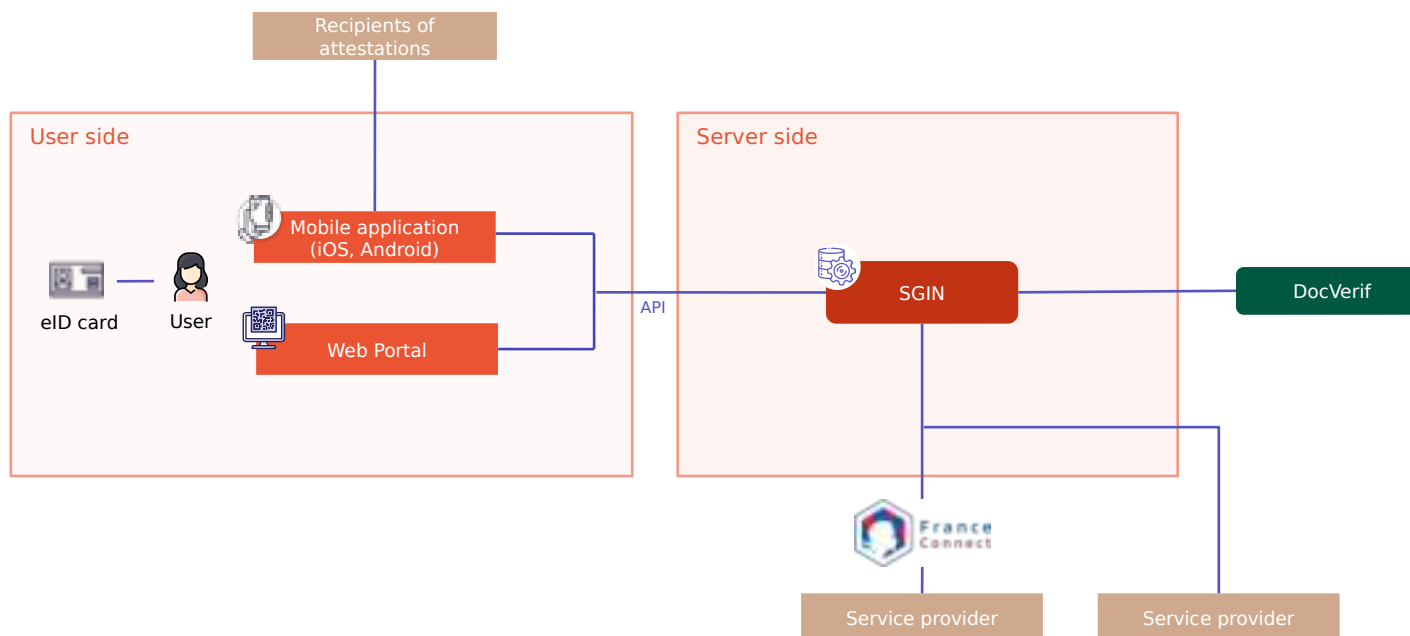 Recipients of
attestations
User side
Server side
Mobile application
(iOS, Android)
eID card
User
Web Portal
API
SGIN
DocVerif
France
Connect
Service provider
Service provider